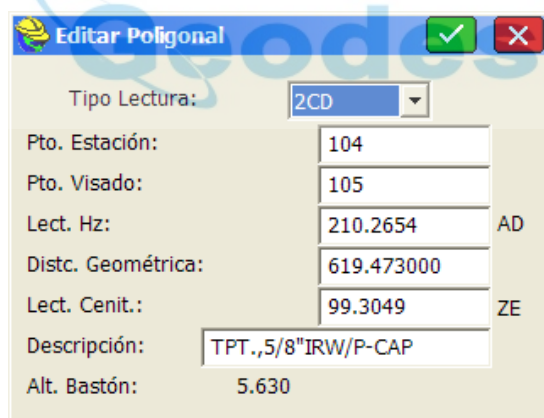 Editar Poligonal
Geodes
Tipo Lectura: 2CD
Pto. Estación: 104
Pto. Visado: 105
Lect. Hz: 210.2654 AD
Distc. Geométrica: 619.473000
Lect. Cenit.: 99.3049 ZE
Descripción: TPT.,5/8"IRW/P-CAP
Alt. Bastón: 5.630